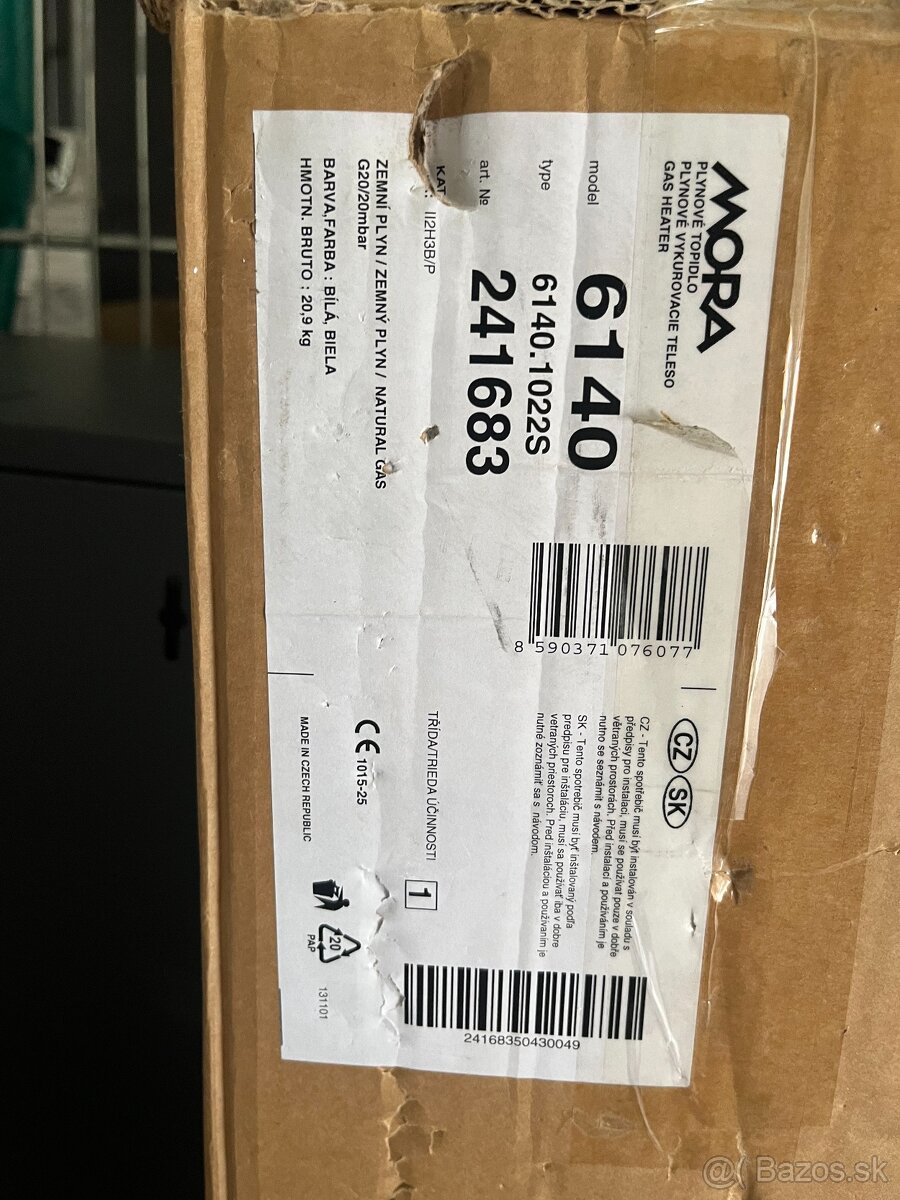 MORA
PLYNOVÉ TOPIDLO
PLYNOVÉ VYKUROVACIE TELESO
GAS HEATER
model 6140
type 6140.1022S
art. № 241683
II2H3B/P
ZEMNÍ PLYN / ZEMNÝ PLYN / NATURAL GAS
G20/20mbar
BARVA,FARBA : BÍLÁ, BIELA
HMOTN. BRUTO : 20,9 kg
8 590371 076077
CZ SK
CZ - Tento spotřebič musí být instalován v souladu s
předpisy pro instalaci, musí se používat pouze v dobře
větraných prostorách. Před instalací a používáním je
nutno se seznámit s návodem.
SK - Tento spotrebič musí byť inštalovaný podľa
predpisu pre inštaláciu, musí sa používať iba v dobre
vetraných priestoroch. Pred inštaláciou a používaním je
nutné zoznámiť sa s návodom.
TŘÍDA/TRIEDA ÚČINNOSTI 1
CE 1015-25
MADE IN CZECH REPUBLIC
20
PAP
131101
24168350430049
@( Bazos.sk